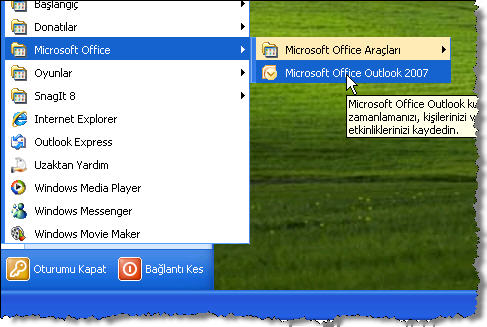 Başlangıç
Donatılar
Microsoft Office
Oyunlar
SnagIt 8
Internet Explorer
Outlook Express
Uzaktan Yardım
Windows Media Player
Windows Messenger
Windows Movie Maker
Microsoft Office Araçları
Microsoft Office Outlook 2007
Microsoft Office Outlook
zamanlamanızı, kişilerinizi
etkinliklerinizi kaydedin.
Oturumu Kapat
Bağlantı Kes